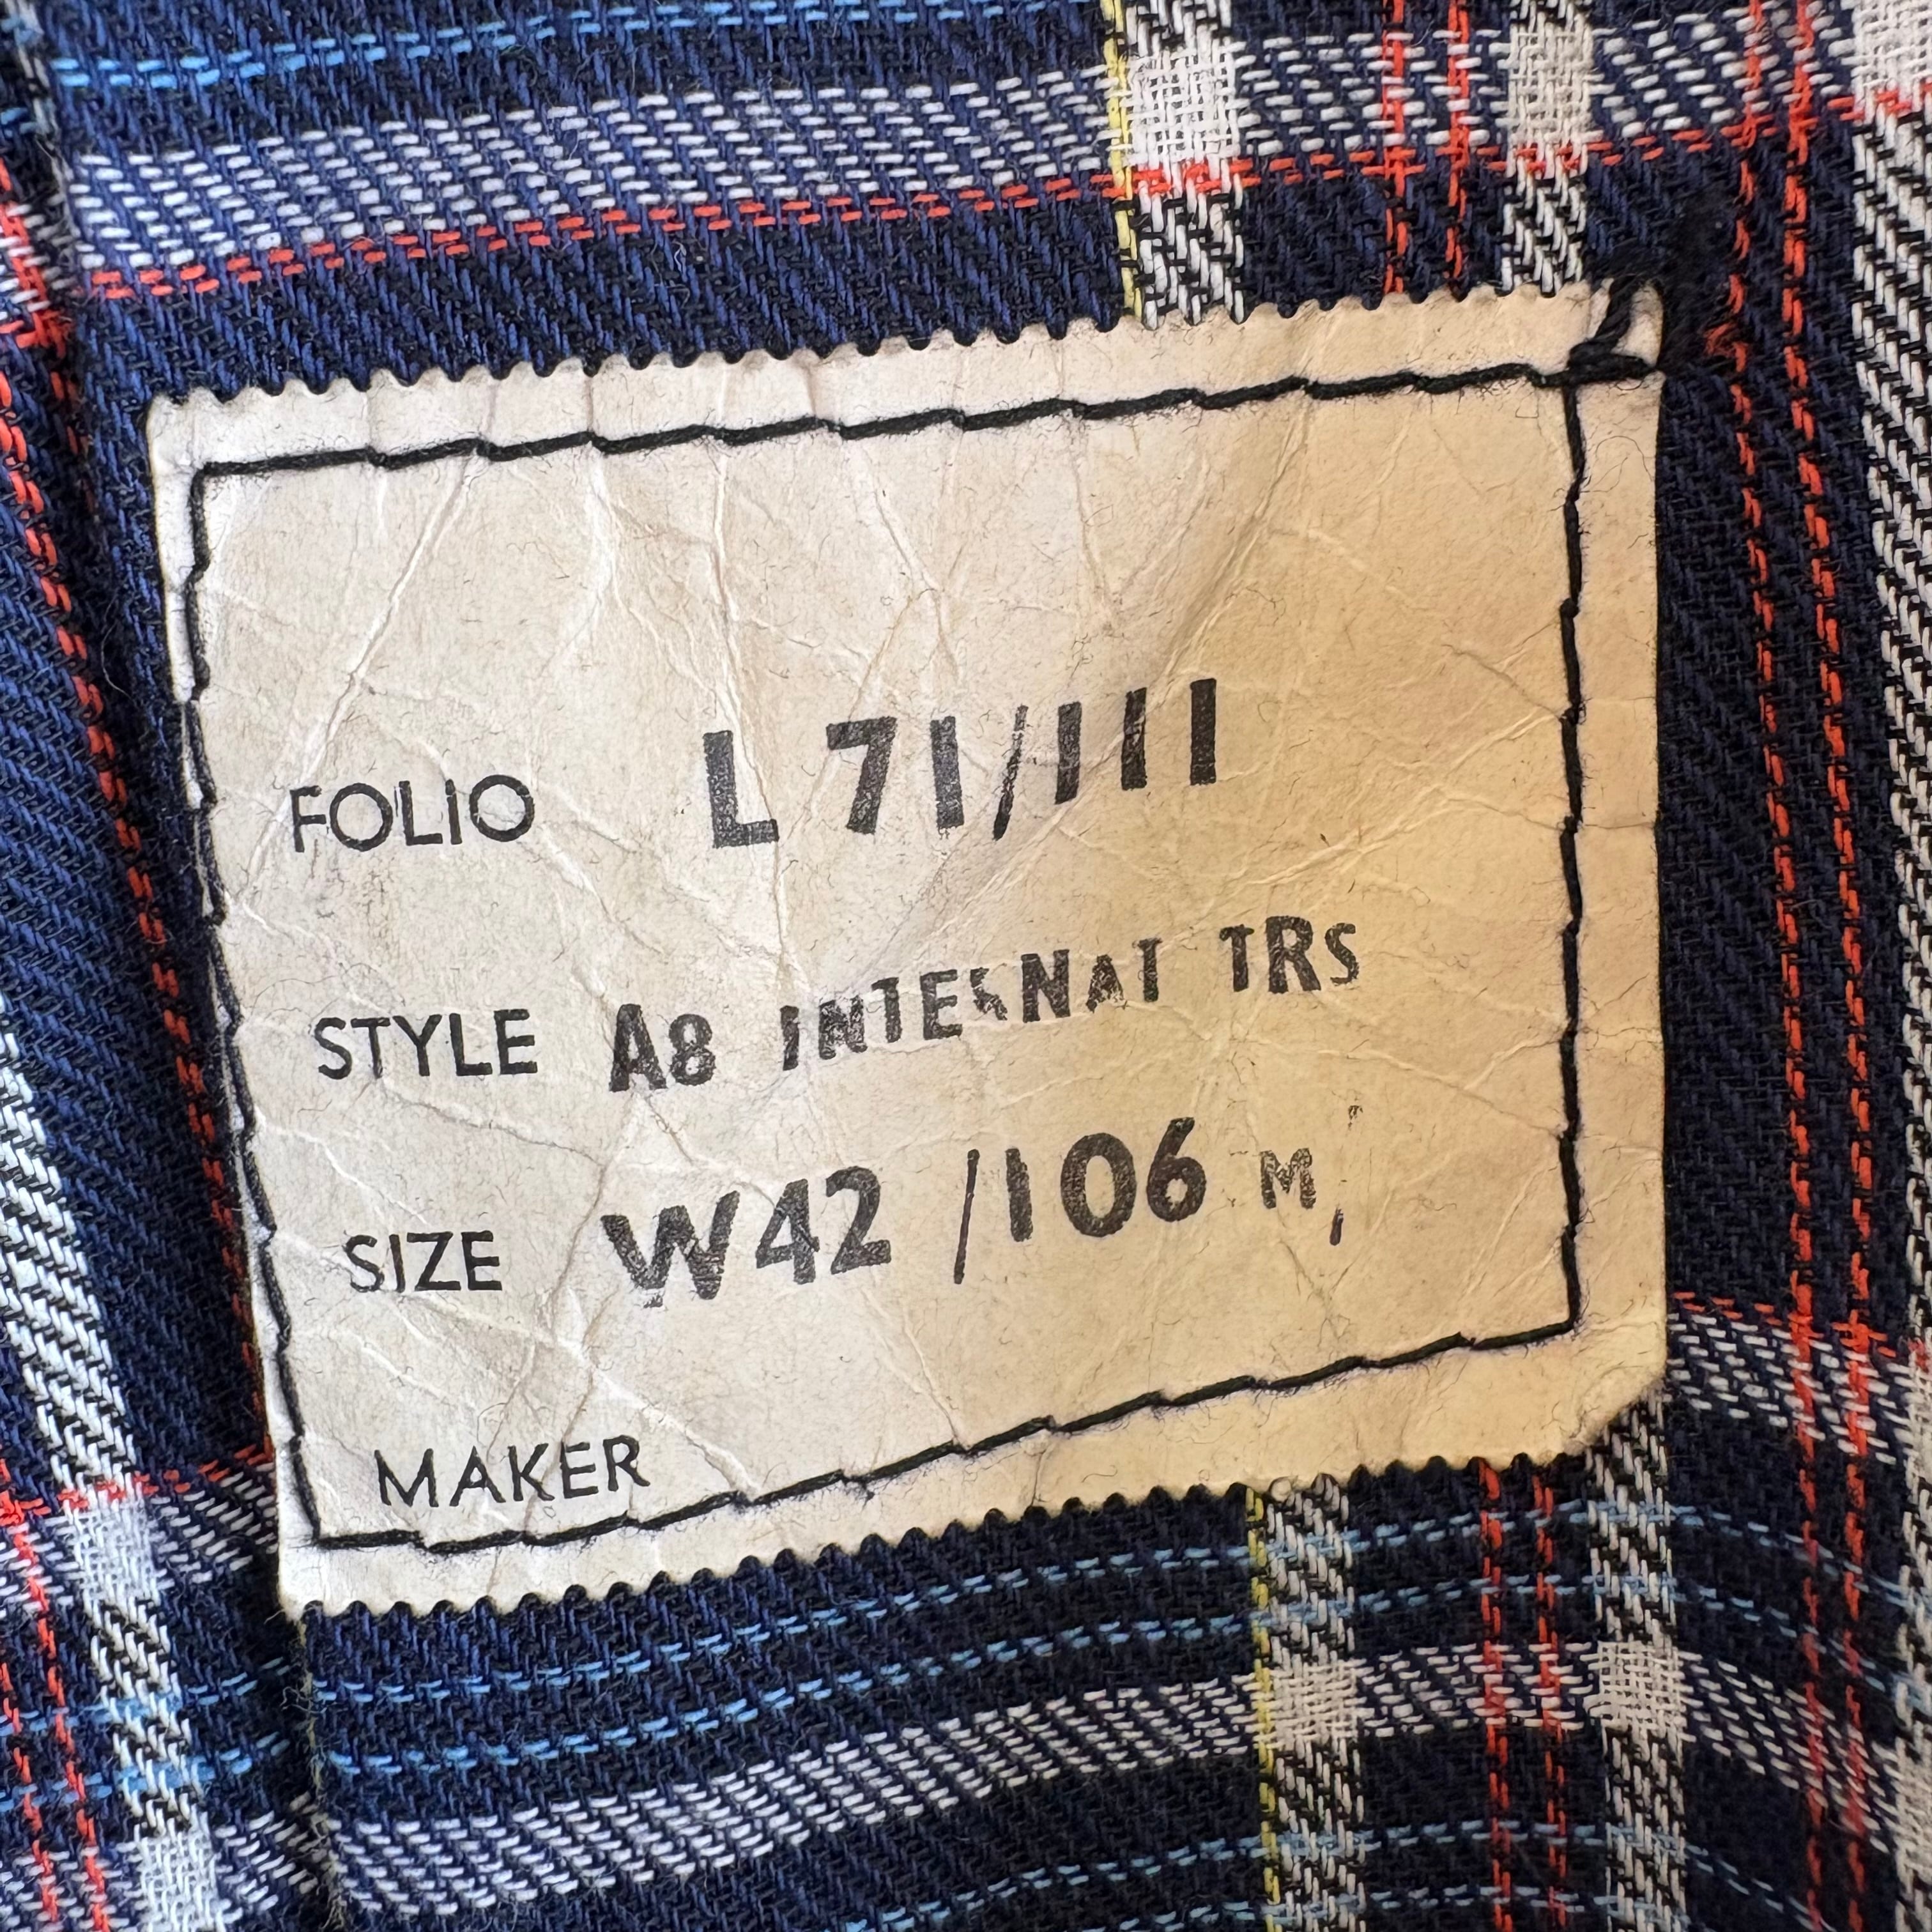 FOLIO L 71/111
STYLE A8 INTERNAT TRS
SIZE W42 /106 M
MAKER